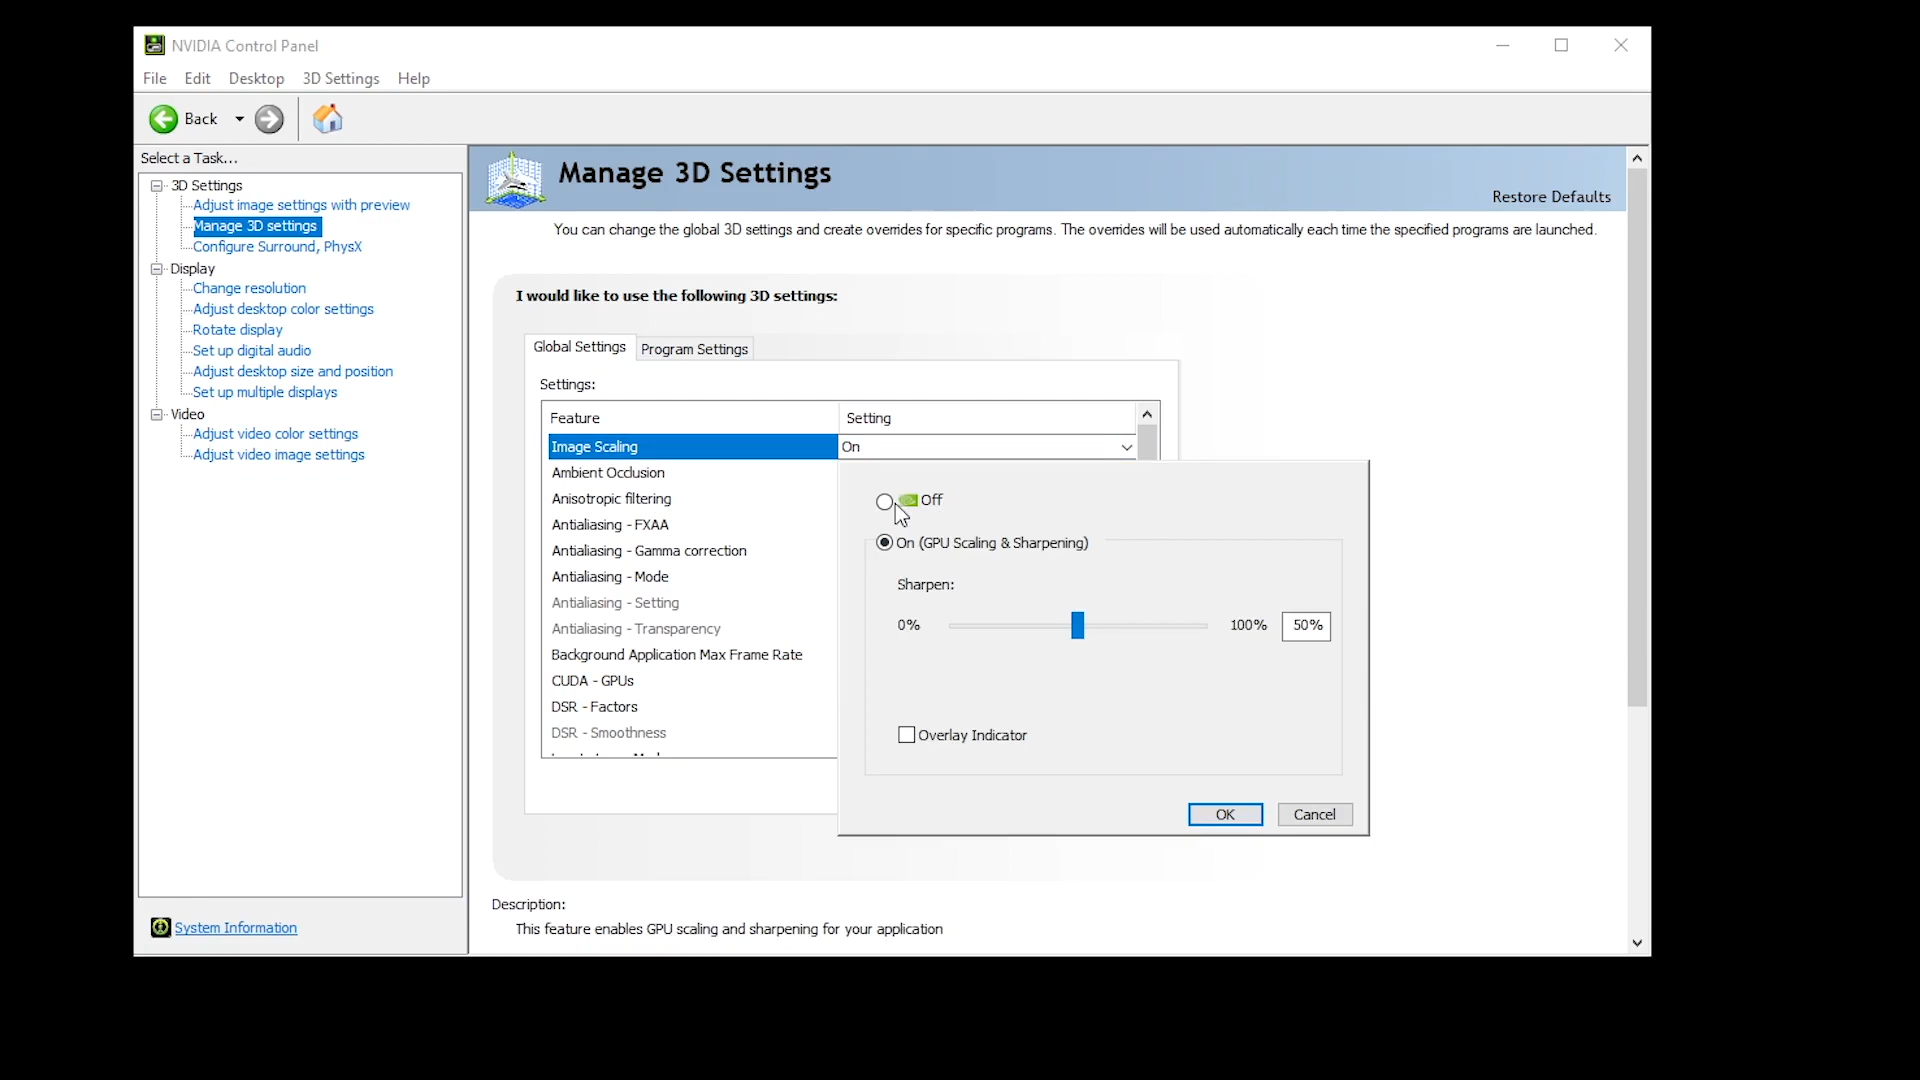 NVIDIA Control Panel
File Edit Desktop 3D Settings Help
Back
Select a Task...
3D Settings
Adjust image settings with preview
Manage 3D settings
Configure Surround, PhysX
Display
Change resolution
Adjust desktop color settings
Rotate display
Set up digital audio
Adjust desktop size and position
Set up multiple displays
Video
Adjust video color settings
Adjust video image settings
System Information
Manage 3D Settings
Restore Defaults
You can change the global 3D settings and create overrides for specific programs. The overrides will be used automatically each time the specified programs are launched.
I would like to use the following 3D settings:
Global Settings Program Settings
Settings:
Feature Setting
Image Scaling On
Ambient Occlusion
Anisotropic filtering
Antialiasing - FXAA
Antialiasing - Gamma correction
Antialiasing - Mode
Antialiasing - Setting
Antialiasing - Transparency
Background Application Max Frame Rate
CUDA - GPUs
DSR - Factors
DSR - Smoothness
Off
On (GPU Scaling & Sharpening)
Sharpen:
0% 100% 50%
Overlay Indicator
OK Cancel
Description:
This feature enables GPU scaling and sharpening for your application